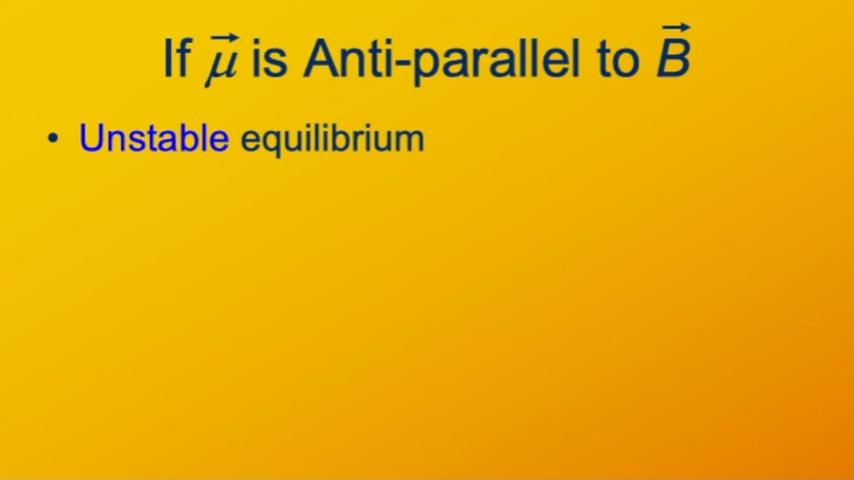 If μ⃗ is Anti-parallel to B⃗
• Unstable equilibrium